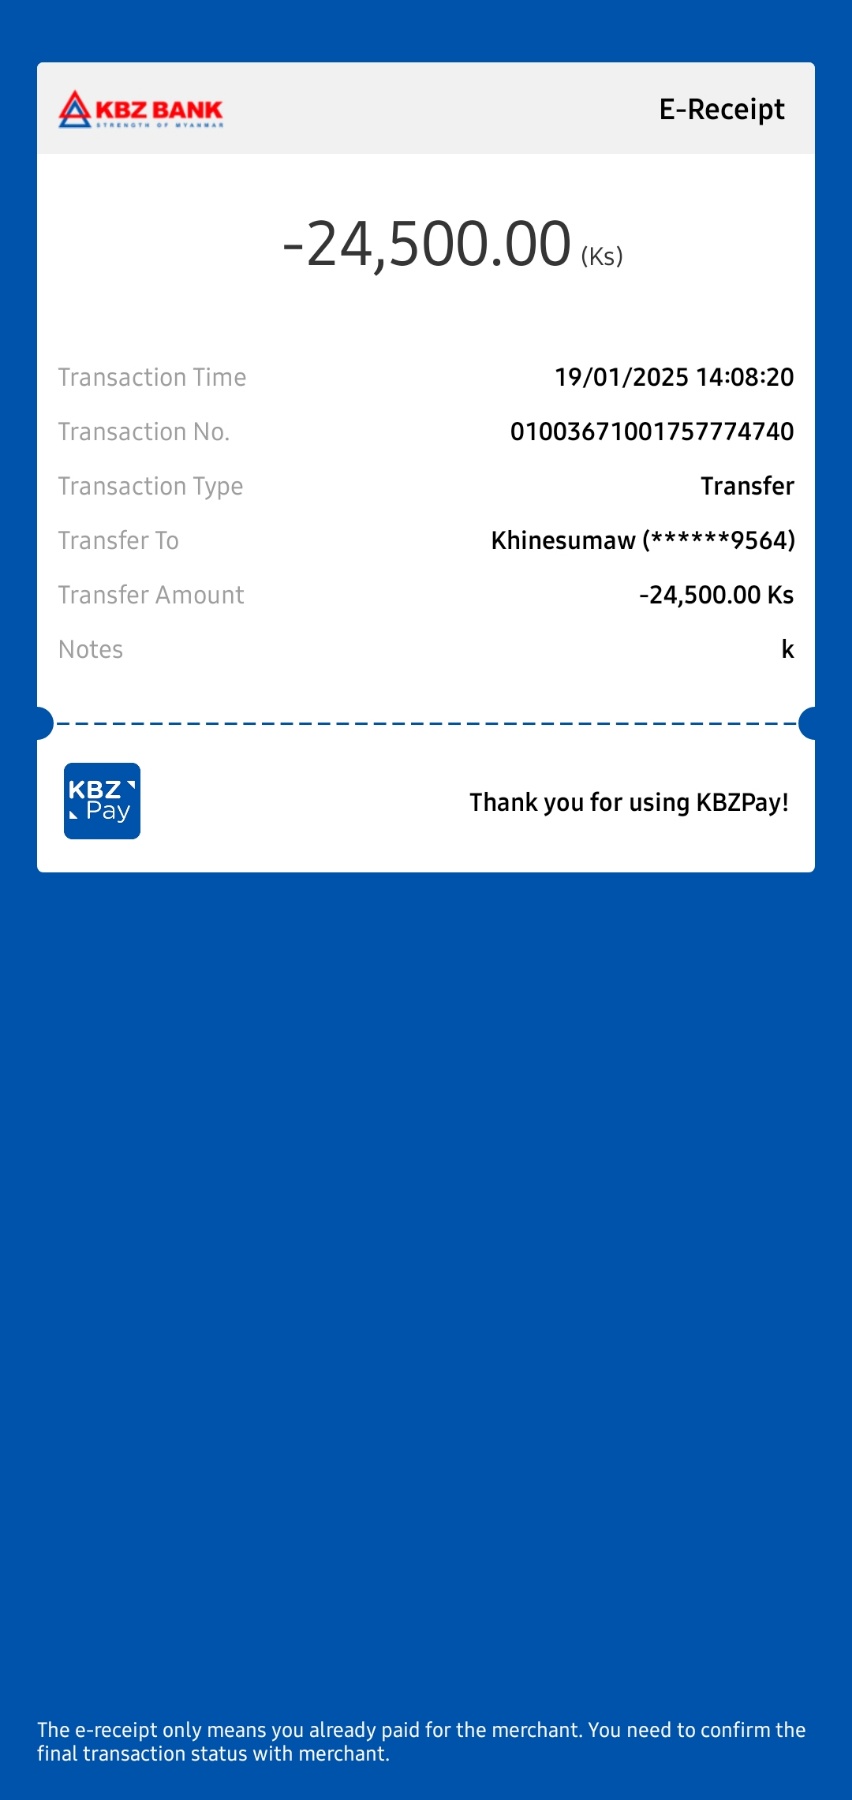 KBZ BANK
STRENGTH OF MYANMAR
E-Receipt
-24,500.00 (Ks)
Transaction Time 19/01/2025 14:08:20
Transaction No. 01003671001757774740
Transaction Type Transfer
Transfer To Khinesumaw (******9564)
Transfer Amount -24,500.00 Ks
Notes k
KBZ
Pay
Thank you for using KBZPay!
The e-receipt only means you already paid for the merchant. You need to confirm the
final transaction status with merchant.